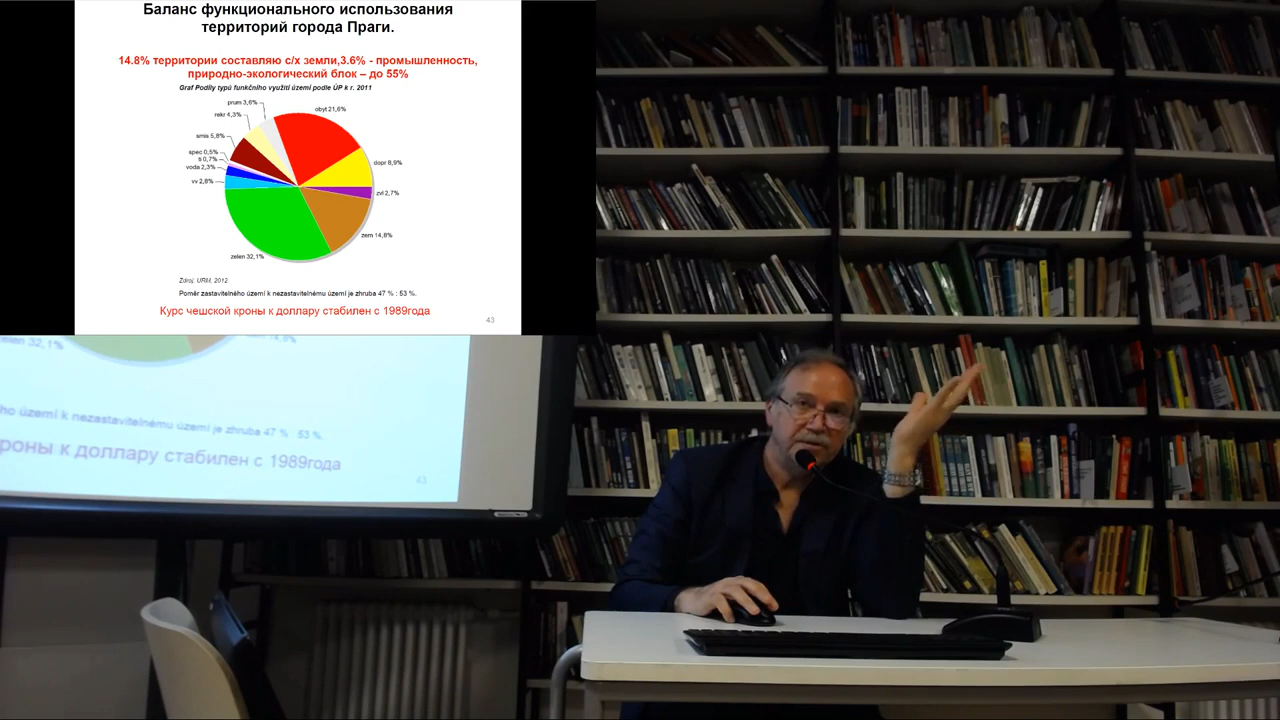 Баланс функционального использования
территорий города Праги.
14.8% территории составляю с/х земли,3.6% - промышленность,
природно-экологический блок – до 55%
Graf Podíly typů funkčního využití území podle ÚP k r. 2011
prum 3,6%
obyt 21,6%
rekr 4,3%
smis 5,8%
spec 0,5%
s 0,7%
dopr 8,9%
voda 2,3%
vv 2,8%
zvl 2,7%
zem 14,8%
zelen 32,1%
Zdroj: URM, 2012
Poměr zastavitelného území k nezastavitelnému území je zhruba 47 % : 53 %.
Курс чешской кроны к доллару стабилен с 1989года
43
zelen 32,1%
14,8%
ho území k nezastavitelnému území je zhruba 47 % 53 %.
роны к доллару стабилен с 1989года
43